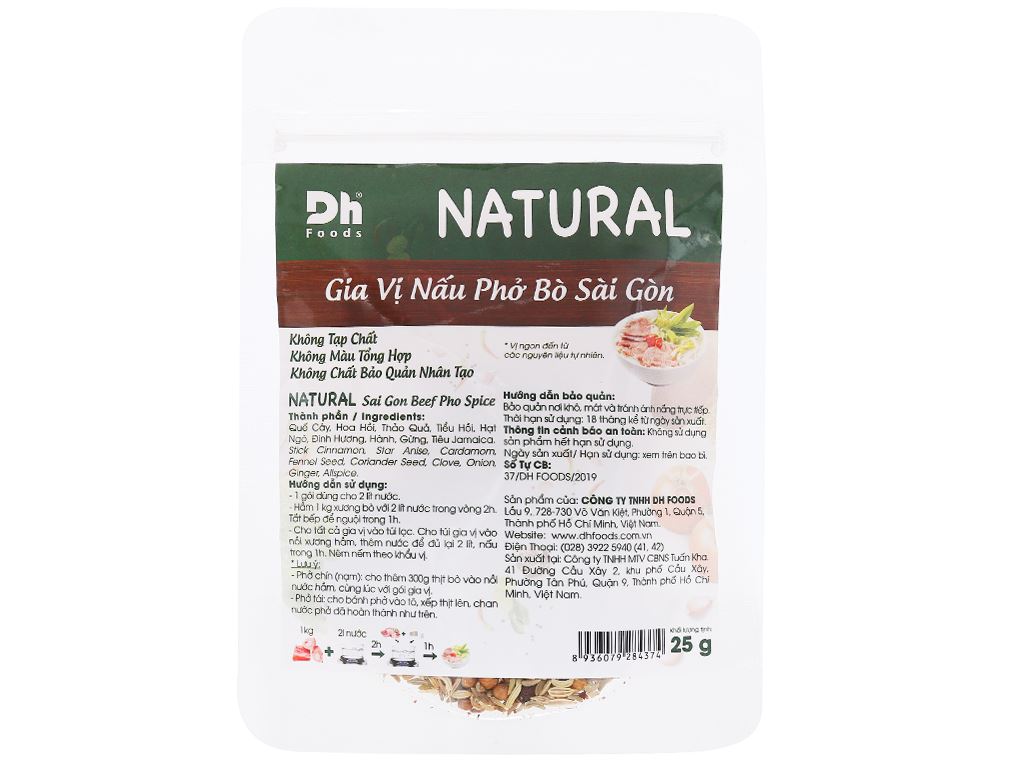 Dh®
Foods
NATURAL
Gia Vị Nấu Phở Bò Sài Gòn
Không Tạp Chất
Không Màu Tổng Hợp
Không Chất Bảo Quản Nhân Tạo
* Vị ngon đến từ
các nguyên liệu tự nhiên.
NATURAL Sai Gon Beef Pho Spice
Thành phần / Ingredients:
Quế Cây, Hoa Hồi, Thảo Quả, Tiểu Hồi, Hạt
Ngò, Đinh Hương, Hành, Gừng, Tiêu Jamaica.
Stick Cinnamon, Star Anise, Cardamom,
Fennel Seed, Coriander Seed, Clove, Onion,
Ginger, Allspice.
Hướng dẫn sử dụng:
- 1 gói dùng cho 2 lít nước.
- Hầm 1 kg xương bò với 2 lít nước trong vòng 2h.
Tắt bếp để nguội trong 1h.
- Cho tất cả gia vị vào túi lọc. Cho túi gia vị vào
nồi xương hầm, thêm nước để đủ lại 2 lít, nấu
trong 1h. Nêm nếm theo khẩu vị.
* Lưu ý:
- Phở chín (nạm): cho thêm 300g thịt bò vào nồi
nước hầm, cùng lúc với gói gia vị.
- Phở tái: cho bánh phở vào tô, xếp thịt lên, chan
nước phở đã hoàn thành như trên.
1kg
+
2l nước
2h
+
1h
Hướng dẫn bảo quản:
Bảo quản nơi khô, mát và tránh ánh nắng trực tiếp.
Thời hạn sử dụng: 18 tháng kể từ ngày sản xuất.
Thông tin cảnh báo an toàn: Không sử dụng
sản phẩm hết hạn sử dụng.
Ngày sản xuất/ Hạn sử dụng: xem trên bao bì.
Số Tự CB:
37/DH FOODS/2019
Sản phẩm của: CÔNG TY TNHH DH FOODS
Lầu 9, 728-730 Võ Văn Kiệt, Phường 1, Quận 5,
Thành phố Hồ Chí Minh, Việt Nam.
Website: www.dhfoods.com.vn
Điện Thoại: (028) 3922 5940 (41, 42)
Sản xuất tại: Công ty TNHH MTV CBNS Tuấn Kha.
41 Đường Cầu Xây 2, khu phố Cầu Xây,
Phường Tân Phú, Quận 9, Thành phố Hồ Chí
Minh, Việt Nam.
8 936079 284374
Khối lượng tịnh:
25 g